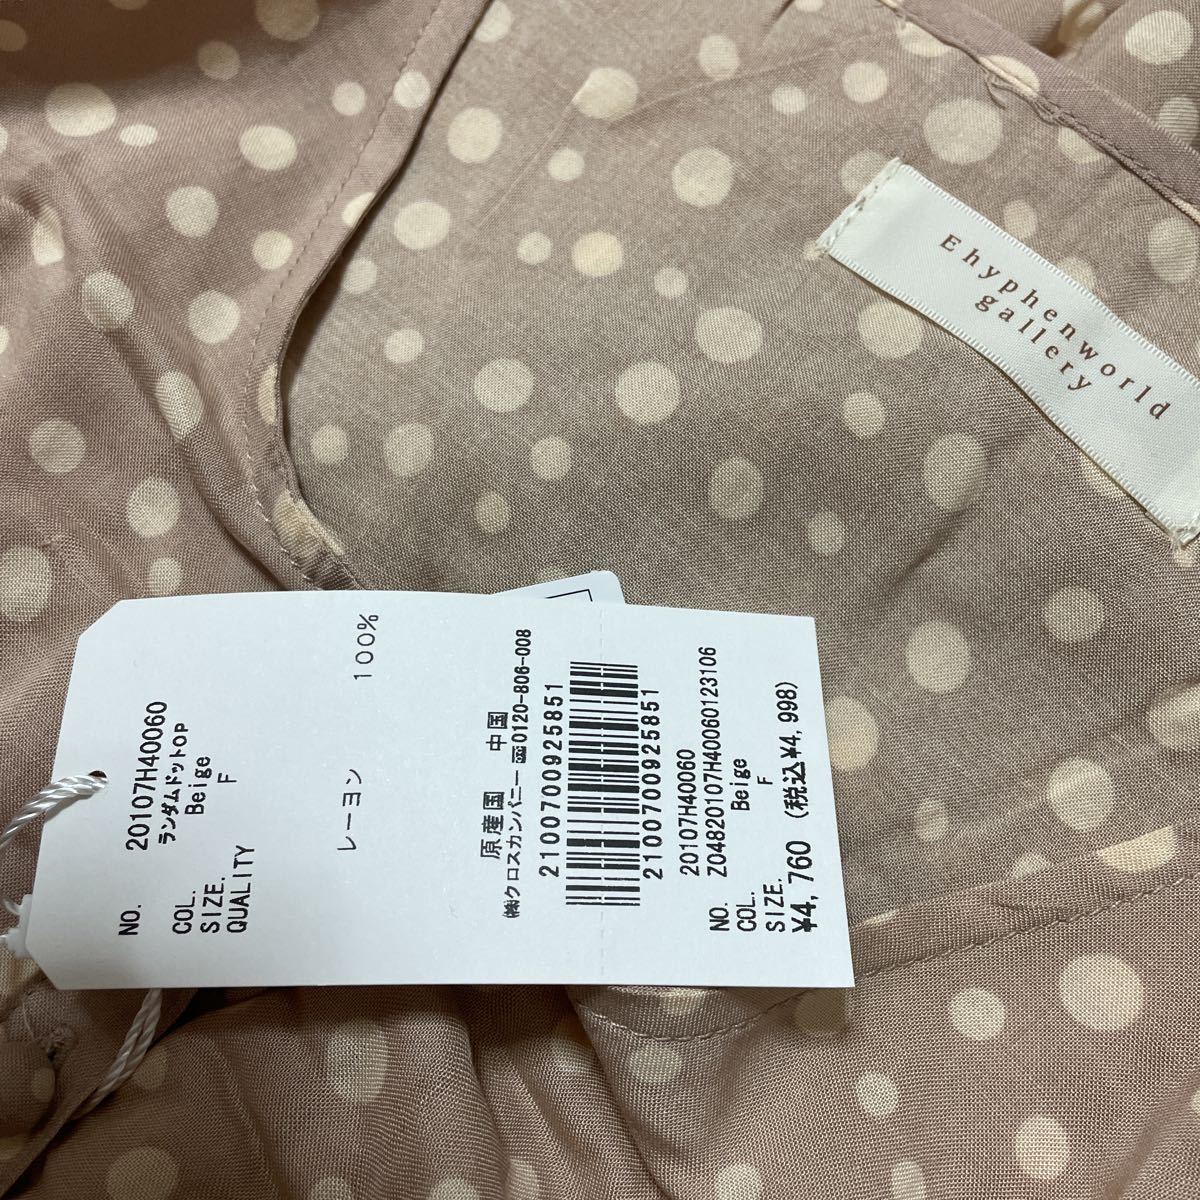 Ehyphenworld
gallery
NO. 20107H40060
ランダムドットOP
COL. Beige
SIZE. F
QUALITY
レーヨン 100%
原産国 中国
㈱クロスカンパニー 0120-806-008
2100700925851
2100700925851
20107H40060
NO. Z04820107H40060123106
COL. Beige
SIZE. F
¥4,760 (税込¥4,998)